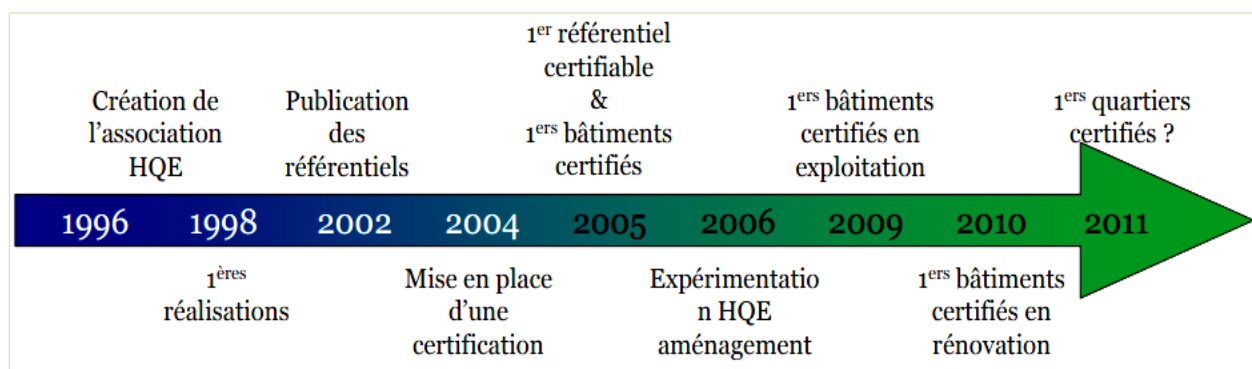 Création de
l’association
HQE
Publication
des
référentiels
1er référentiel
certifiable
&
1ers bâtiments
certifiés
1ers bâtiments
certifiés en
exploitation
1ers quartiers
certifiés ?
1996 1998 2002 2004 2005 2006 2009 2010 2011
1ères
réalisations
Mise en place
d’une
certification
Expérimentatio
n HQE
aménagement
1ers bâtiments
certifiés en
rénovation